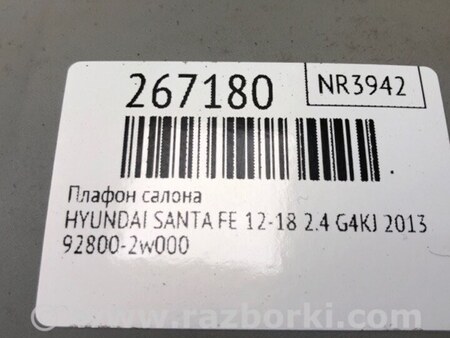 267180
NR3942
Плафон салона
HYUNDAI SANTA FE 12-18 2.4 G4KJ 2013
92800-2w000
www.razborki.com